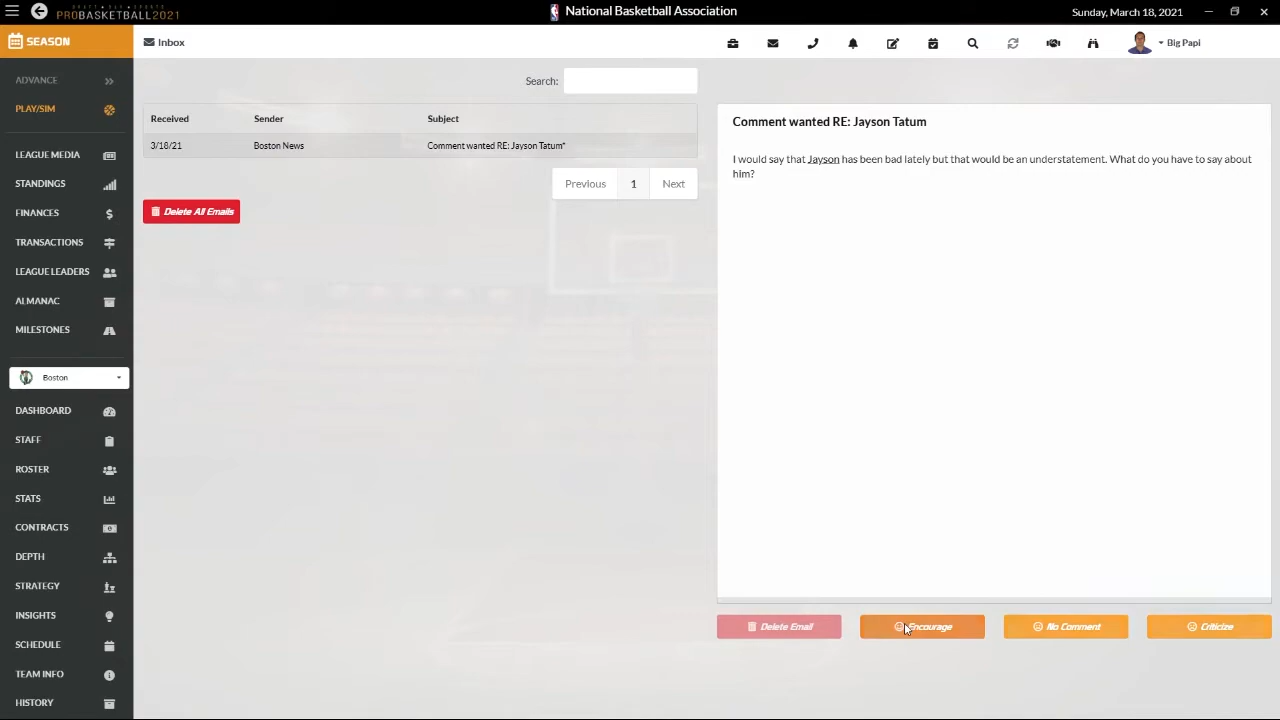 DRAFT DAY SPORTS
PROBASKETBALL2021
National Basketball Association
Sunday, March 18, 2021
SEASON
Inbox
Big Papi
ADVANCE
PLAY/SIM
LEAGUE MEDIA
STANDINGS
FINANCES
TRANSACTIONS
LEAGUE LEADERS
ALMANAC
MILESTONES
Boston
DASHBOARD
STAFF
ROSTER
STATS
CONTRACTS
DEPTH
STRATEGY
INSIGHTS
SCHEDULE
TEAM INFO
HISTORY
Search:
Received Sender Subject
3/18/21 Boston News Comment wanted RE: Jayson Tatum*
Previous 1 Next
Delete All Emails
Comment wanted RE: Jayson Tatum
I would say that Jayson has been bad lately but that would be an understatement. What do you have to say about
him?
Delete Email Encourage No Comment Criticize